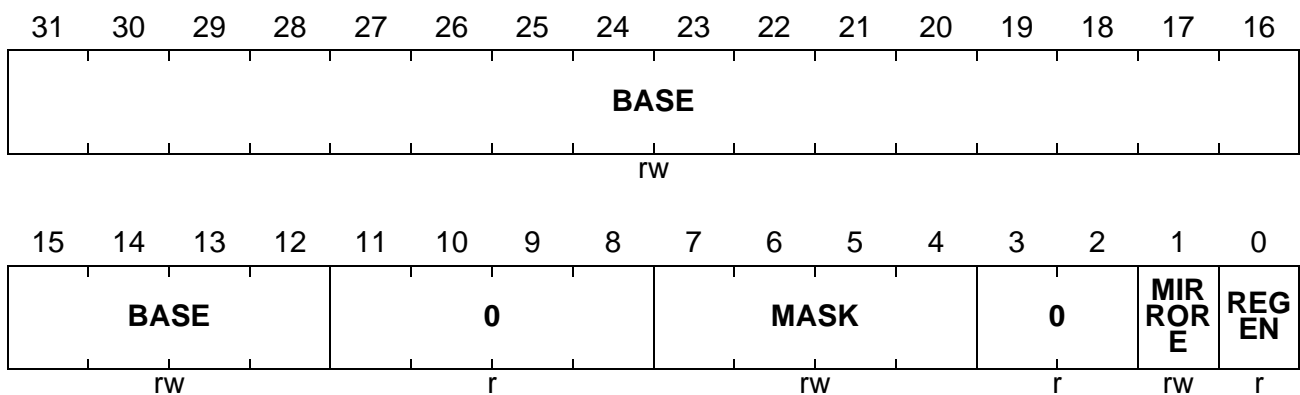 31 30 29 28 27 26 25 24 23 22 21 20 19 18 17 16
BASE
rw
15 14 13 12 11 10 9 8 7 6 5 4 3 2 1 0
BASE 0 MASK 0 MIR ROR E REG EN
rw r rw r rw r